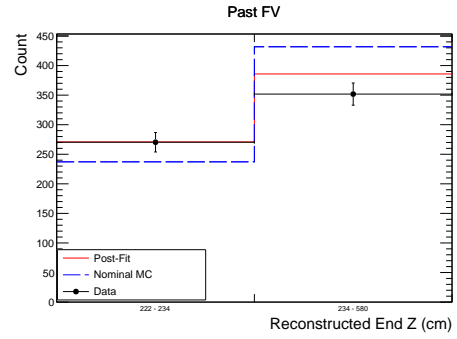 Past FV
Count
450
400
350
300
250
200
150
100
50
0
Post-Fit
Nominal MC
Data
222 - 234
234 - 580
Reconstructed End Z (cm)